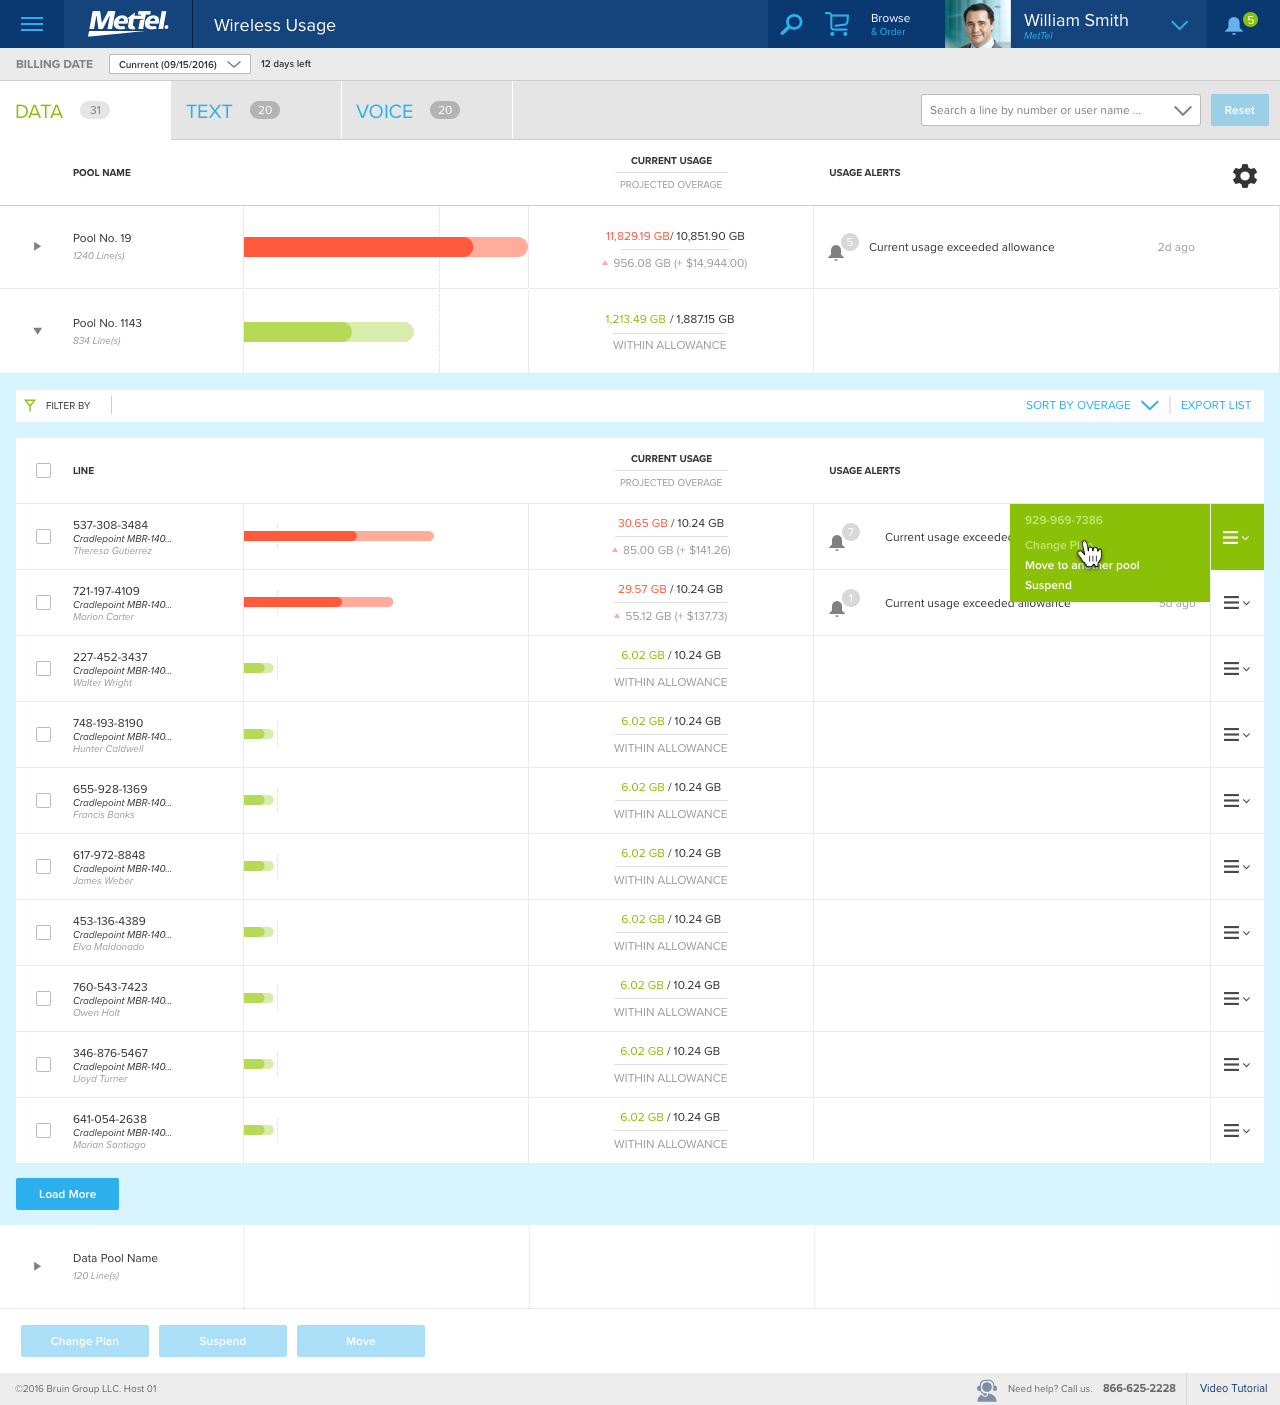 MetTel.
Wireless Usage
Browse
& Order
William Smith
MetTel
5
BILLING DATE
Cunrrent (09/15/2016)
12 days left
DATA 31
TEXT 20
VOICE 20
Search a line by number or user name ...
Reset
POOL NAME
CURRENT USAGE
PROJECTED OVERAGE
USAGE ALERTS
Pool No. 19
1240 Line(s)
11,829.19 GB/ 10,851.90 GB
956.08 GB (+ $14,944.00)
5
Current usage exceeded allowance
2d ago
Pool No. 1143
834 Line(s)
1,213.49 GB / 1,887.15 GB
WITHIN ALLOWANCE
FILTER BY
SORT BY OVERAGE
EXPORT LIST
LINE
CURRENT USAGE
PROJECTED OVERAGE
USAGE ALERTS
537-308-3484
Cradlepoint MBR-140...
Theresa Gutierrez
30.65 GB / 10.24 GB
85.00 GB (+ $141.26)
7
Current usage exceeded
929-969-7386
Change
Move to another pool
Suspend
721-197-4109
Cradlepoint MBR-140...
Marion Carter
29.57 GB / 10.24 GB
55.12 GB (+ $137.73)
1
Current usage exceeded allowance
5d ago
227-452-3437
Cradlepoint MBR-140...
Walter Wright
6.02 GB / 10.24 GB
WITHIN ALLOWANCE
748-193-8190
Cradlepoint MBR-140...
Hunter Caldwell
6.02 GB / 10.24 GB
WITHIN ALLOWANCE
655-928-1369
Cradlepoint MBR-140...
Francis Banks
6.02 GB / 10.24 GB
WITHIN ALLOWANCE
617-972-8848
Cradlepoint MBR-140...
James Weber
6.02 GB / 10.24 GB
WITHIN ALLOWANCE
453-136-4389
Cradlepoint MBR-140...
Elva Maldonado
6.02 GB / 10.24 GB
WITHIN ALLOWANCE
760-543-7423
Cradlepoint MBR-140...
Owen Holt
6.02 GB / 10.24 GB
WITHIN ALLOWANCE
346-876-5467
Cradlepoint MBR-140...
Lloyd Turner
6.02 GB / 10.24 GB
WITHIN ALLOWANCE
641-054-2638
Cradlepoint MBR-140...
Marian Santiago
6.02 GB / 10.24 GB
WITHIN ALLOWANCE
Load More
Data Pool Name
120 Line(s)
Change Plan
Suspend
Move
©2016 Bruin Group LLC. Host 01
Need help? Call us. 866-625-2228
Video Tutorial